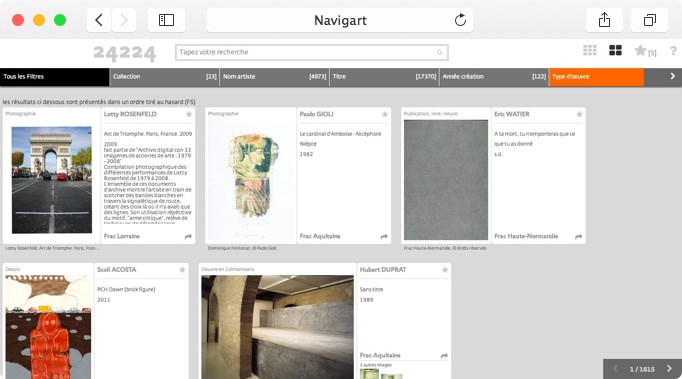 Navigart
24224
Tapez votre recherche
[5]
?
Tous les Filtres
Collection [23]
Nom artiste [4973]
Titre [17370]
Année création [122]
Type d'oeuvre
les résultats ci dessous sont présentés dans un ordre tiré au hasard (F5)
Photographie
Lotty ROSENFELD
Arc de Triomphe. Paris, France. 2009
2009
fait partie de "Archivo digital con 33
imagenes de acciones de arte : 1979
- 2008"
Compilation photographique des
différentes performances de Lotty
Rosenfeld de 1979 à 2008.
L'ensemble de ces documents
d'archive montre l'artiste en train de
scotcher des bandes blanches en
travers la signalétique de route,
créant des croix là où il n'y avait que
des lignes. Son utilisation répétitive
du motif, "arme critique", relève de
Frac Lorraine
Lotty Rosenfeld, Arc de Triomphe. Paris, Fran...
Photographie
Paolo GIOLI
Le cardinal d'Amboise - Nicéphore
Niépce
1982
Frac Aquitaine
Dominique Fontenat, © Paolo Gioli
Publication, livre, reliure
Eric WATIER
A ta mort, tu n'emporteras que ce
que tu as donné
s.d.
Frac Haute-Normandie
Frac Haute-Normandie, © droits réservés
Dessin
Scoli ACOSTA
PCH Dawn (brick figure)
2011
Oeuvre en 3 dimensions
Hubert DUPRAT
Sans titre
1989
Frac Aquitaine
2 autres images
1 / 1615